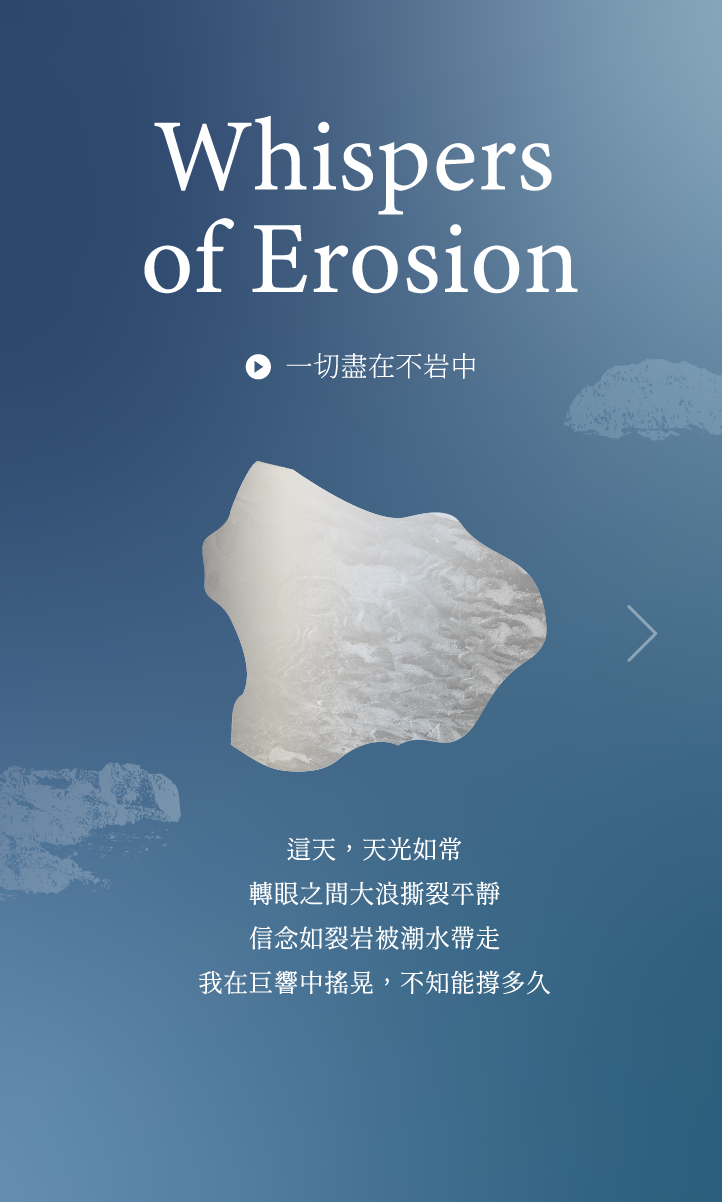 Whispers
of Erosion
一切盡在不岩中
這天，天光如常
轉眼之間大浪撕裂平靜
信念如裂岩被潮水帶走
我在巨響中搖晃，不知能撐多久